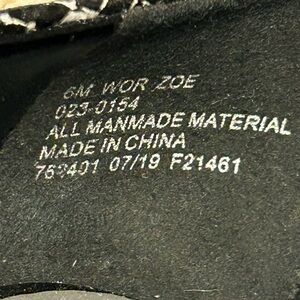 6M WOR ZOE
023-0154
ALL MANMADE MATERIAL
MADE IN CHINA
07/19 F21461